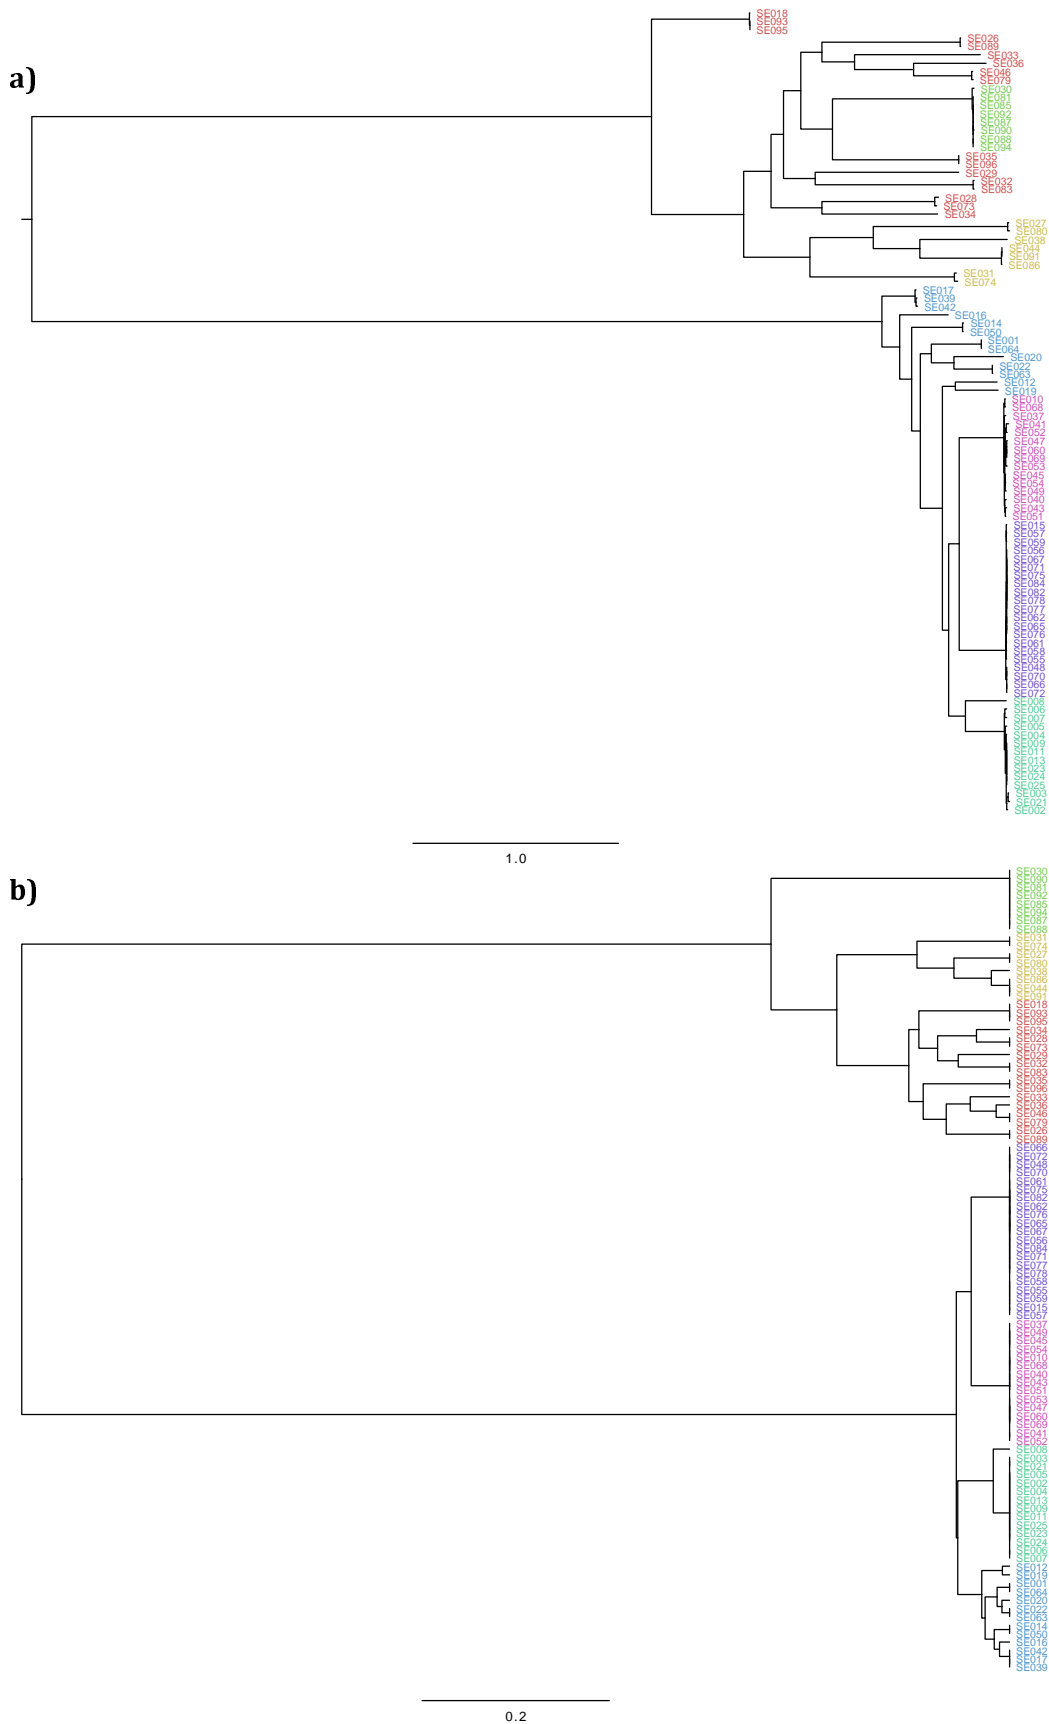 a)
SE018
SE093
SE095
SE026
SE089
SE033
SE036
SE046
SE079
SE030
SE081
SE085
SE092
SE087
SE090
SE088
SE094
SE035
SE096
SE029
SE032
SE083
SE028
SE073
SE034
SE027
SE080
SE038
SE044
SE091
SE086
SE031
SE074
SE017
SE039
SE042
SE016
SE014
SE050
SE001
SE064
SE020
SE022
SE063
SE012
SE019
SE010
SE068
SE037
SE041
SE052
SE047
SE060
SE069
SE053
SE045
SE054
SE049
SE040
SE043
SE051
SE015
SE057
SE059
SE056
SE067
SE071
SE075
SE084
SE082
SE078
SE077
SE062
SE065
SE076
SE061
SE058
SE055
SE048
SE070
SE066
SE072
SE008
SE006
SE007
SE005
SE004
SE009
SE011
SE013
SE023
SE024
SE025
SE003
SE021
SE002
1.0
b)
SE030
SE090
SE081
SE092
SE085
SE094
SE087
SE088
SE031
SE074
SE027
SE080
SE038
SE086
SE044
SE091
SE018
SE093
SE095
SE034
SE028
SE073
SE029
SE032
SE083
SE035
SE096
SE033
SE036
SE046
SE079
SE026
SE089
SE066
SE072
SE048
SE070
SE061
SE075
SE082
SE062
SE076
SE065
SE067
SE056
SE084
SE071
SE077
SE078
SE058
SE055
SE059
SE015
SE057
SE037
SE049
SE045
SE054
SE010
SE068
SE040
SE043
SE051
SE053
SE047
SE060
SE069
SE041
SE052
SE008
SE003
SE021
SE005
SE002
SE004
SE013
SE009
SE011
SE025
SE023
SE024
SE006
SE007
SE012
SE019
SE001
SE064
SE020
SE022
SE063
SE014
SE050
SE016
SE042
SE017
SE039
0.2